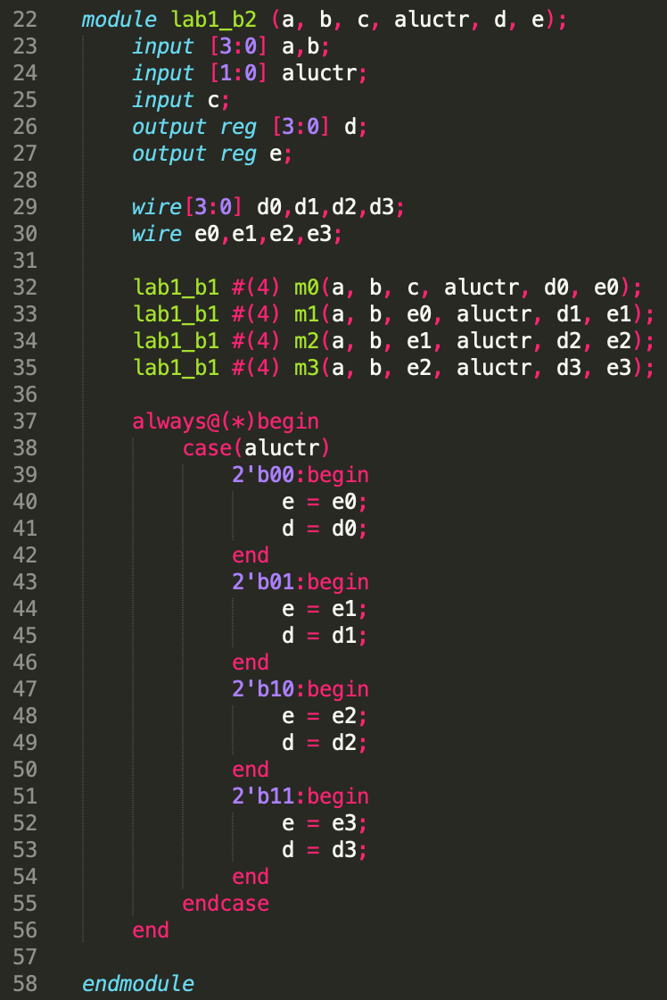 22 module lab1_b2 (a, b, c, aluctr, d, e);
23     input [3:0] a,b;
24     input [1:0] aluctr;
25     input c;
26     output reg [3:0] d;
27     output reg e;
28
29     wire[3:0] d0,d1,d2,d3;
30     wire e0,e1,e2,e3;
31
32     lab1_b1 #(4) m0(a, b, c, aluctr, d0, e0);
33     lab1_b1 #(4) m1(a, b, e0, aluctr, d1, e1);
34     lab1_b1 #(4) m2(a, b, e1, aluctr, d2, e2);
35     lab1_b1 #(4) m3(a, b, e2, aluctr, d3, e3);
36
37     always@(*)begin
38         case(aluctr)
39             2'b00:begin
40                 e = e0;
41                 d = d0;
42             end
43             2'b01:begin
44                 e = e1;
45                 d = d1;
46             end
47             2'b10:begin
48                 e = e2;
49                 d = d2;
50             end
51             2'b11:begin
52                 e = e3;
53                 d = d3;
54             end
55         endcase
56     end
57
58 endmodule